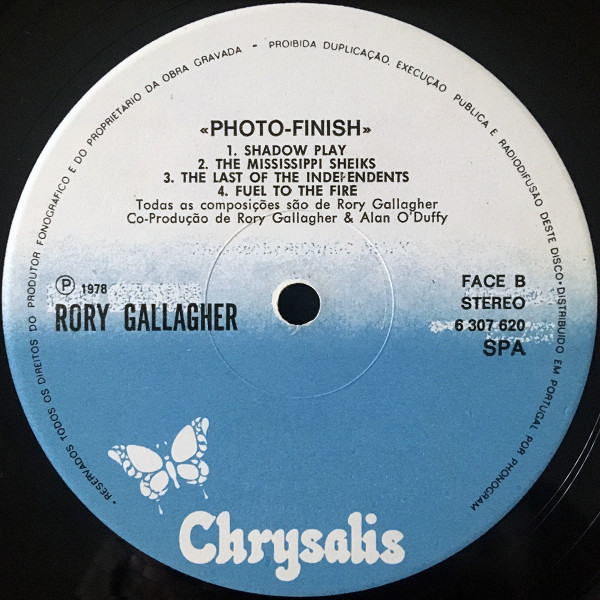 •RESERVADOS TODOS OS DIREITOS DO PRODUTOR FONOGRÁFICO E DO PROPRIETÁRIO DA OBRA GRAVADA - PROIBIDA DUPLICAÇÃO, EXECUÇÃO PUBLICA E RADIODIFUSÃO DESTE DISCO-DISTRIBUIDO EM PORTUGAL POR PHONOGRAM
«PHOTO-FINISH»
1. SHADOW PLAY
2. THE MISSISSIPPI SHEIKS
3. THE LAST OF THE INDEPENDENTS
4. FUEL TO THE FIRE
Todas as composições são de Rory Gallagher
Co-Produção de Rory Gallagher & Alan O'Duffy
Ⓟ 1978
RORY GALLAGHER
FACE B
STEREO
6 307 620
SPA
Chrysalis